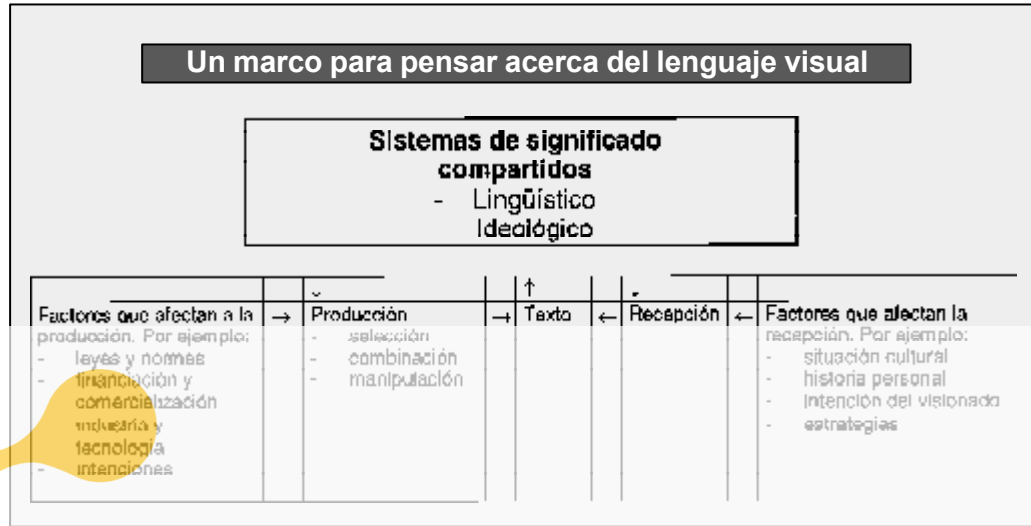 Un marco para pensar acerca del lenguaje visual
Sistemas de significado
compartidos
- Lingüístico
Ideológico
Factores que afectan a la
producción. Por ejemplo:
- leyes y normas
- financiación y
comercialización
industria y
tecnología
- intenciones
→
Producción
- selección
- combinación
- manipulación
→
↑
Texto
←
Recepción
←
Factores que afectan la
recepción. Por ejemplo:
- situación cultural
- historia personal
- intención del visionado
- estrategias